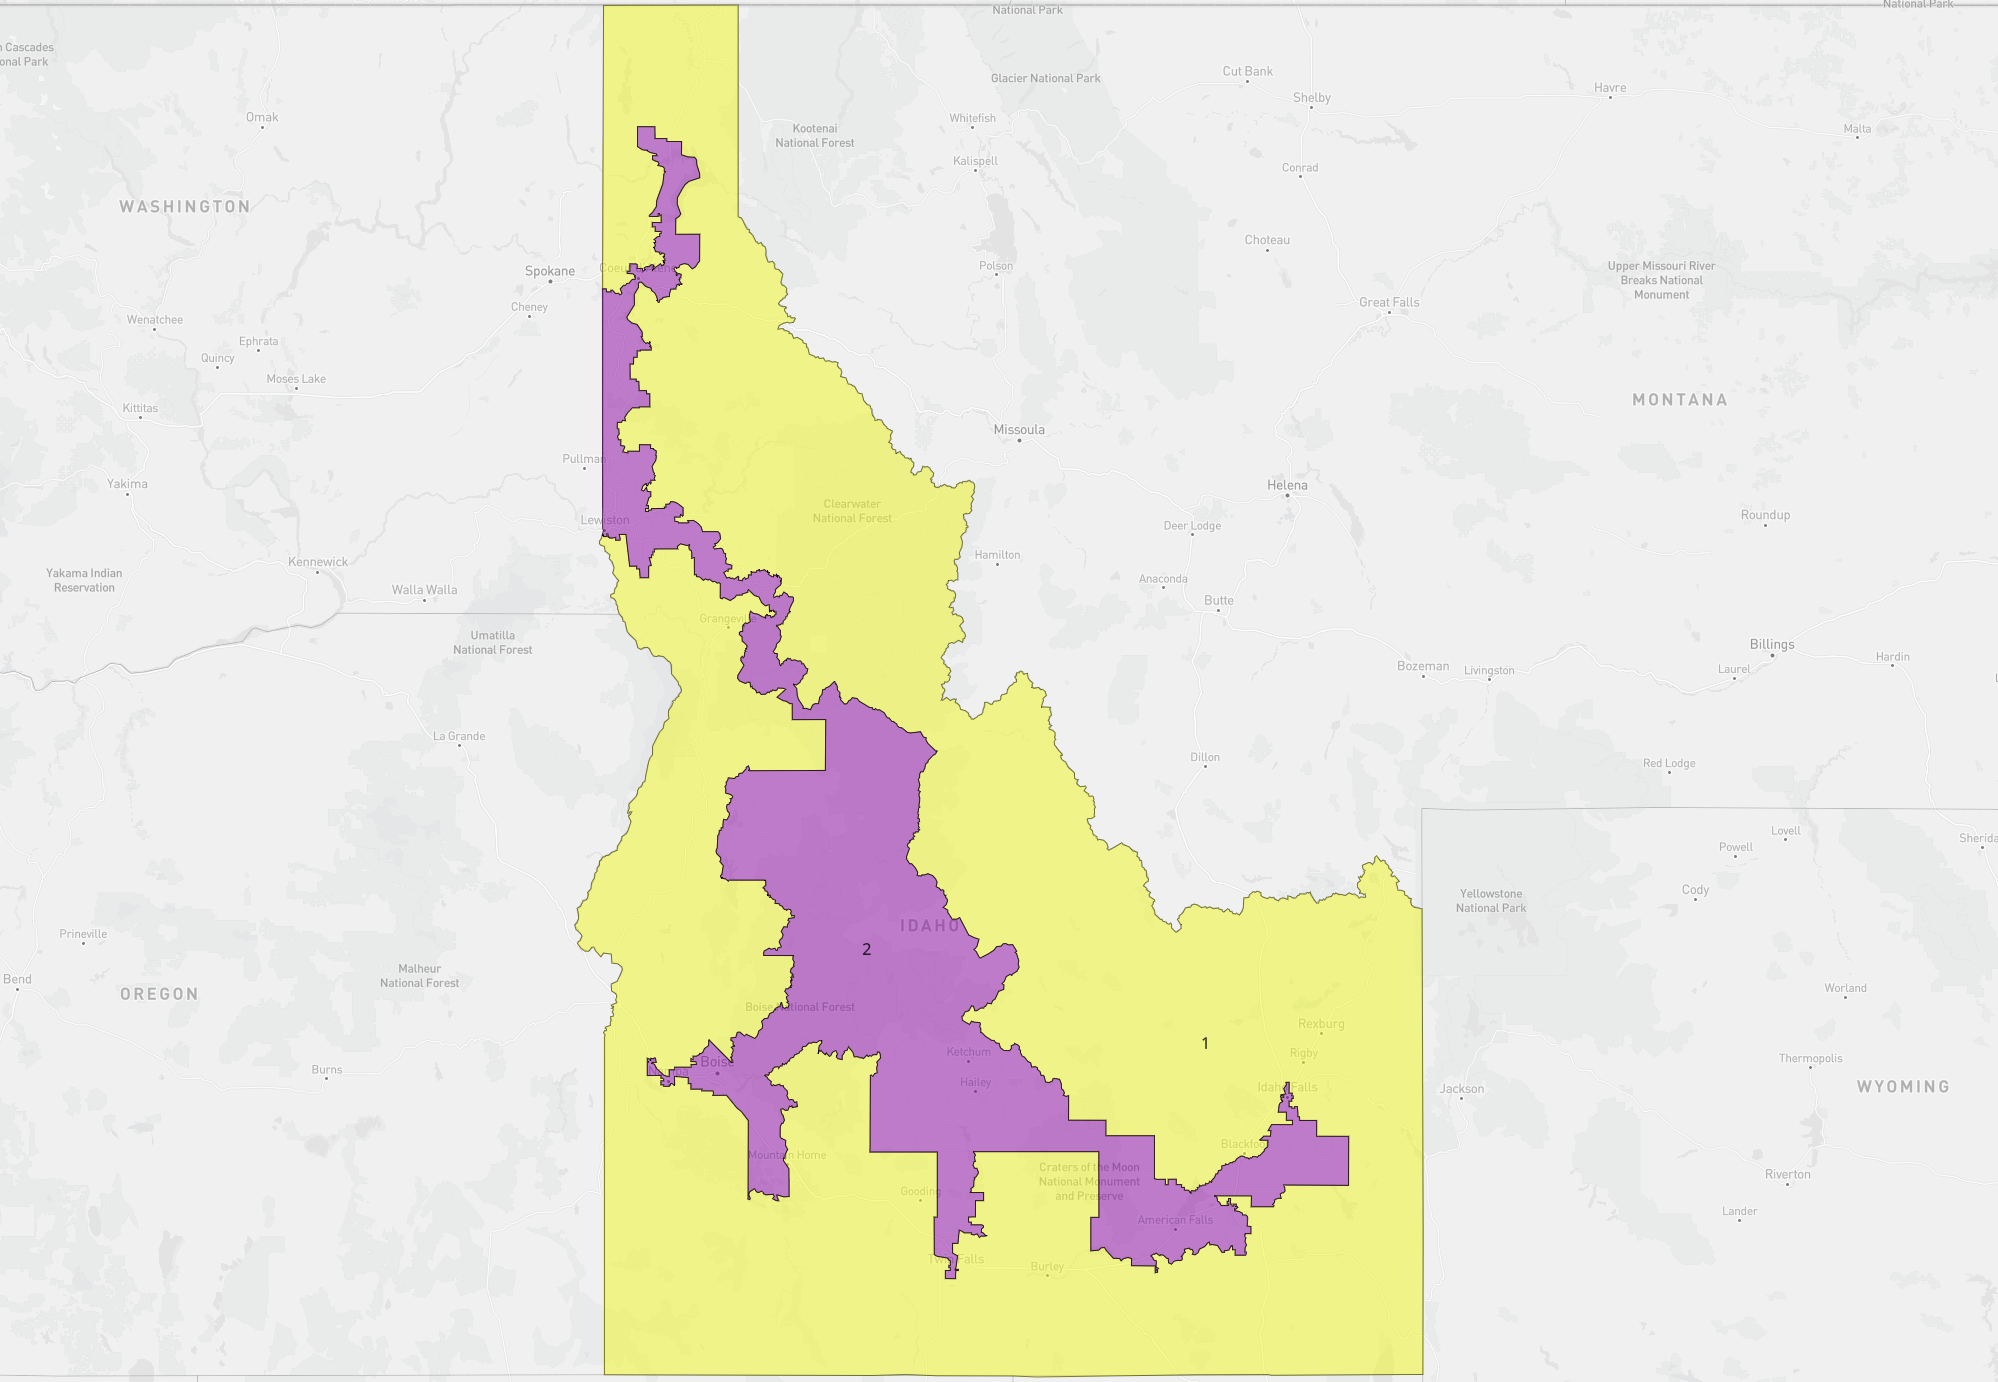 National Park
National Park
n Cascades
onal Park
Glacier National Park
Cut Bank
Shelby
Havre
Malta
Omak
Whitefish
Kootenai
National Forest
Kalispell
Conrad
WASHINGTON
Choteau
Spokane
Polson
Upper Missouri River
Breaks National
Monument
Cheney
Great Falls
Wenatchee
Ephrata
Quincy
Moses Lake
Kittitas
MONTANA
Missoula
Pullman
Yakima
Helena
Clearwater
National Forest
Lewiston
Deer Lodge
Roundup
Hamilton
Kennewick
Yakama Indian
Reservation
Walla Walla
Anaconda
Butte
Grangeville
Umatilla
National Forest
Billings
Bozeman
Livingston
Laurel
Hardin
La Grande
Dillon
Red Lodge
Lovell
Powell
Sherida
Cody
Yellowstone
National Park
IDAHO
Prineville
2
Malheur
National Forest
Bend
OREGON
Worland
Boise National Forest
Rexburg
1
Ketchum
Rigby
Thermopolis
Boise
Burns
Hailey
Idaho Falls
Jackson
WYOMING
Mountain Home
Blackfoot
Craters of the Moon
National Monument
and Preserve
Riverton
Gooding
Lander
American Falls
Twin Falls
Burley